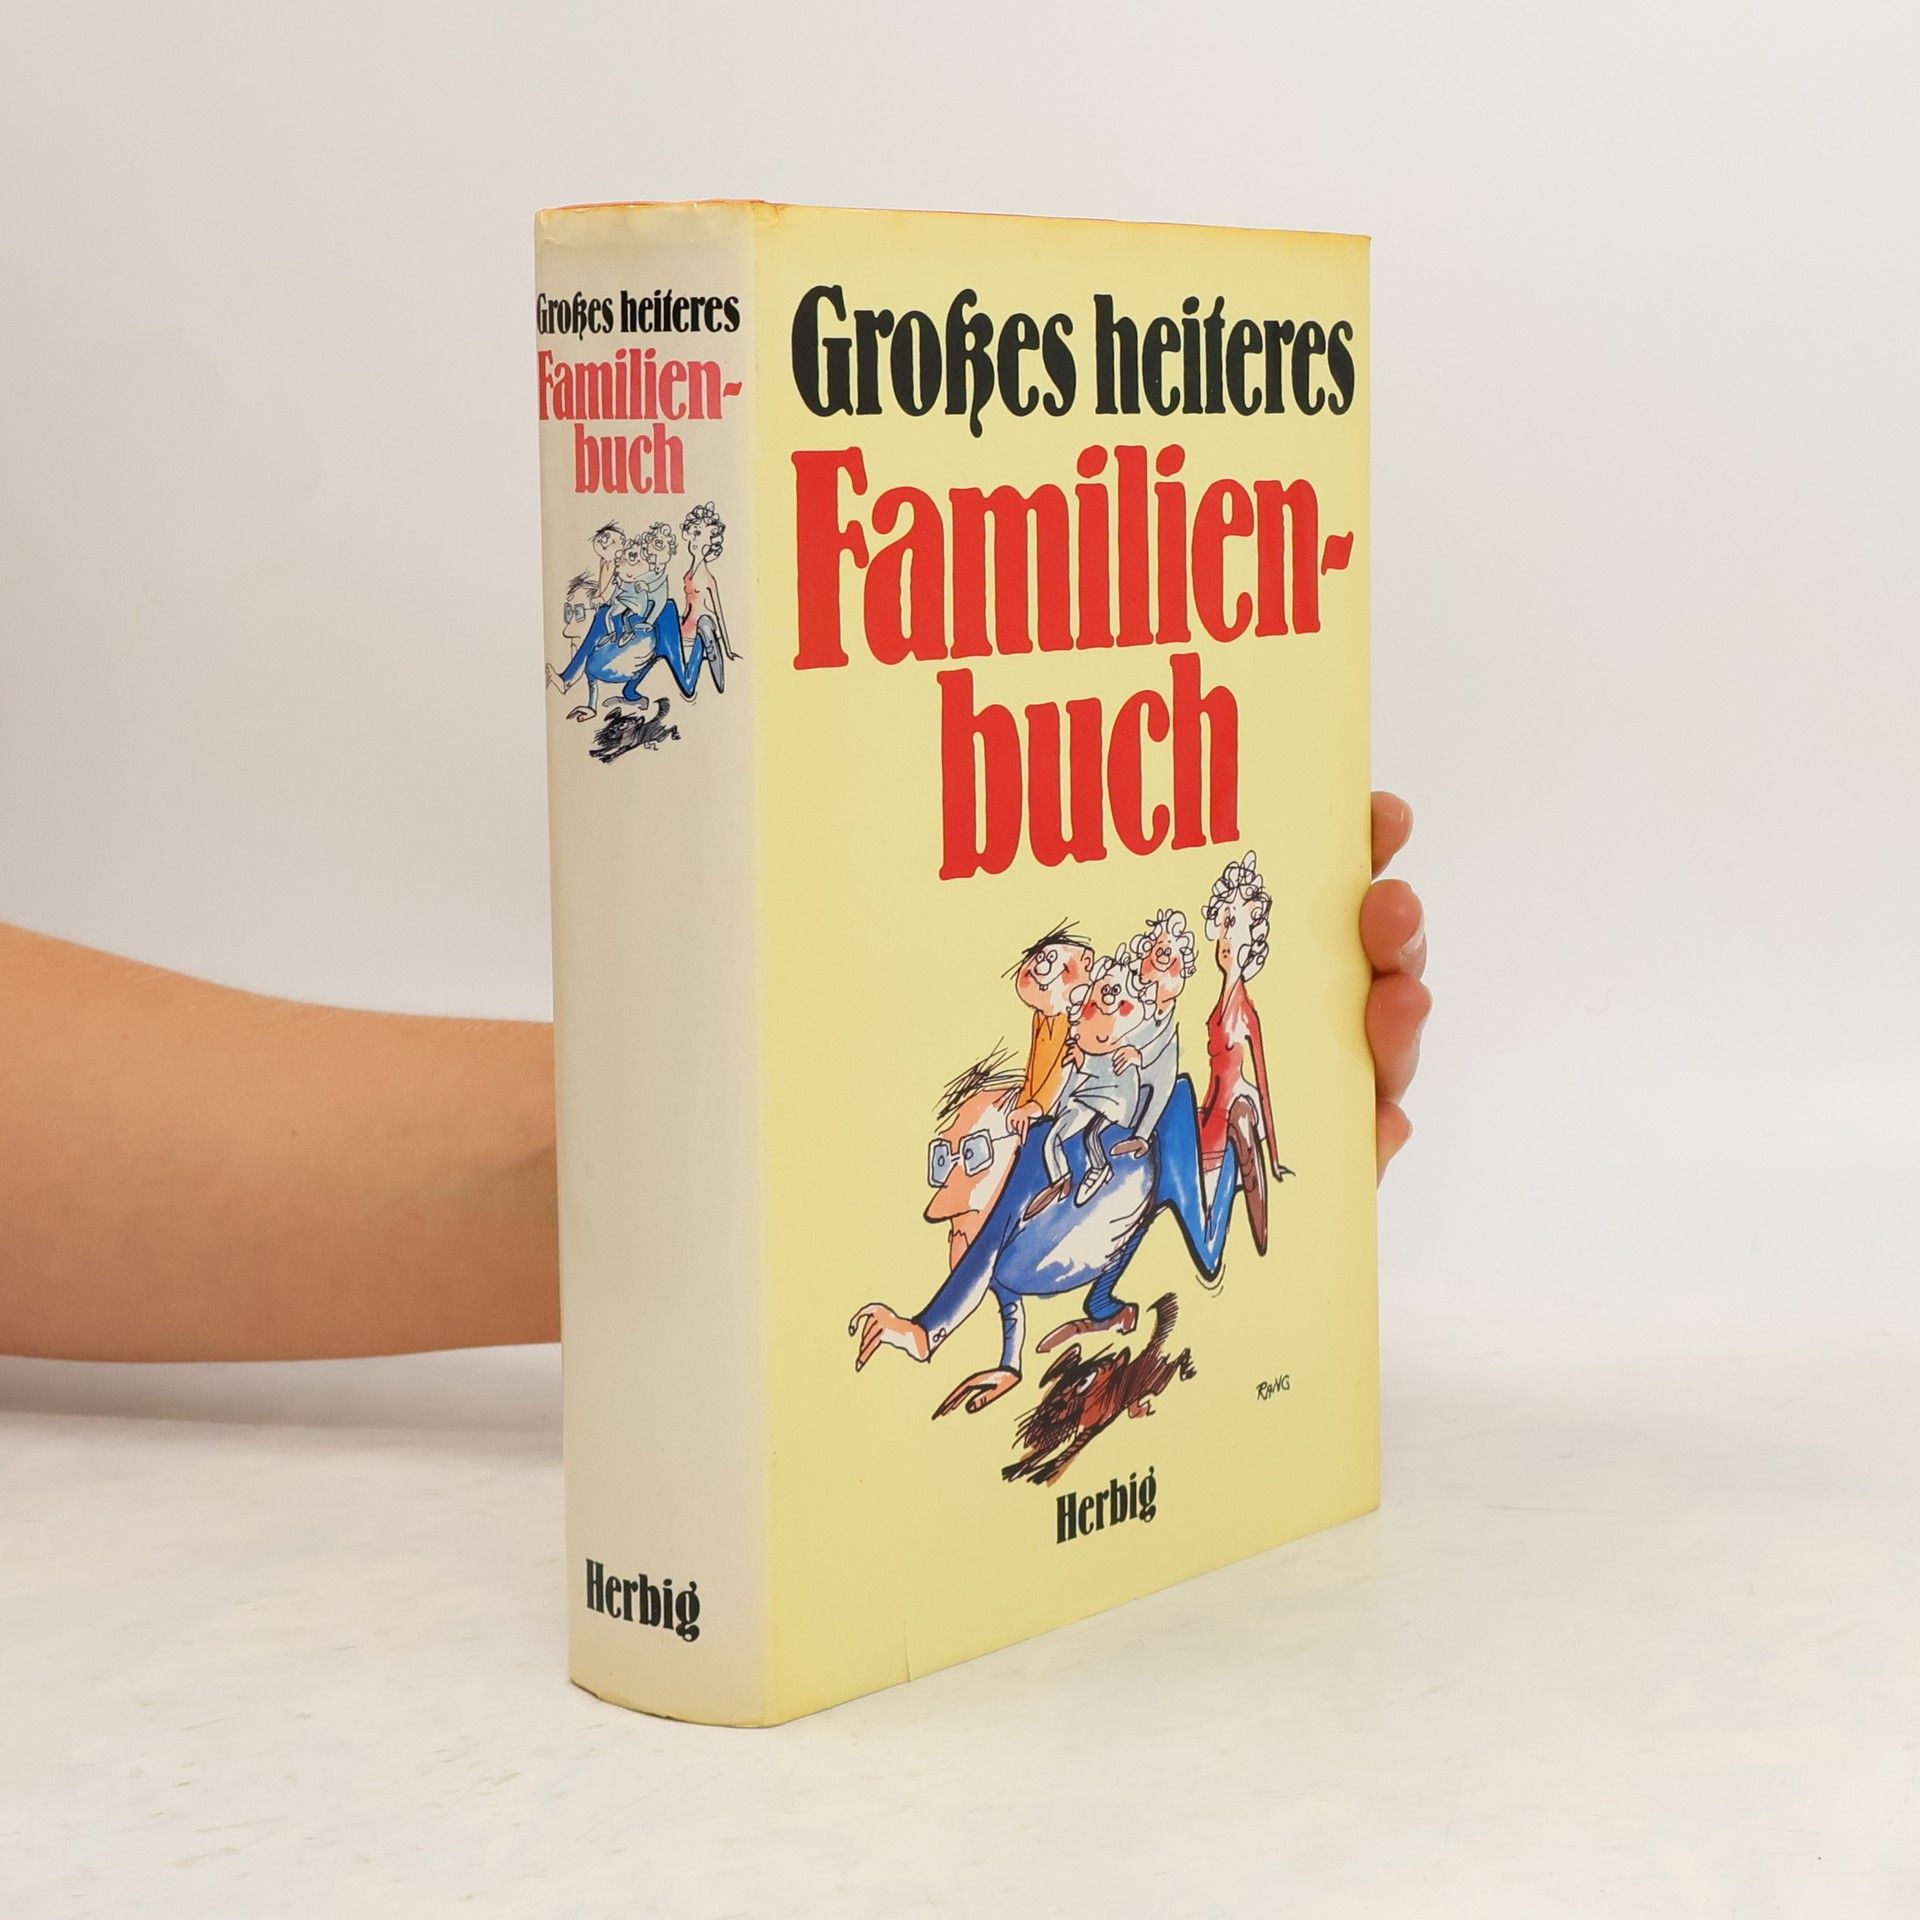 Großes heiteres
Familien-
buch
Herbig
Großes heiteres
Familien-
buch
RANG
Herbig